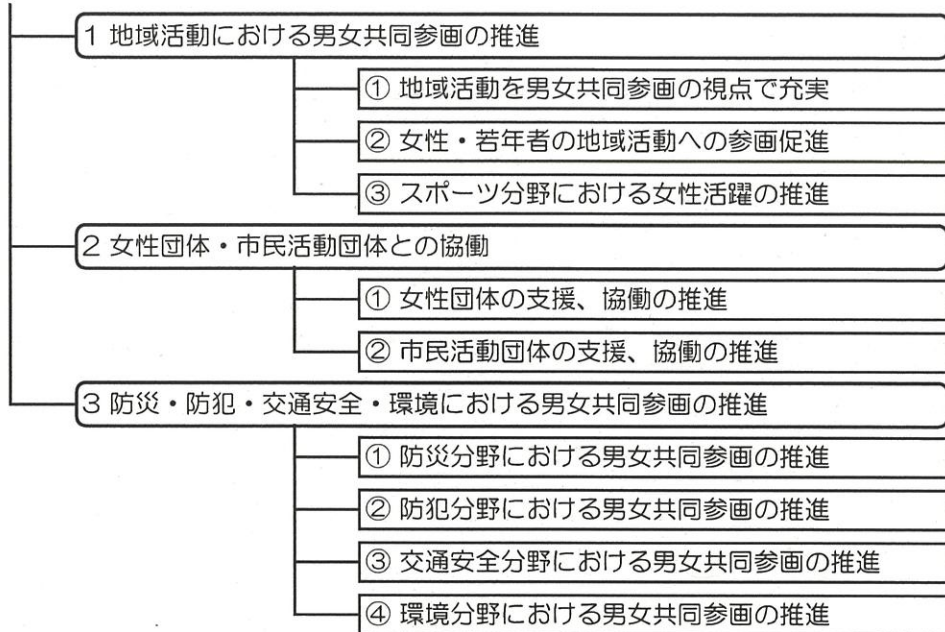 1 地域活動における男女共同参画の推進
① 地域活動を男女共同参画の視点で充実
② 女性・若年者の地域活動への参画促進
③ スポーツ分野における女性活躍の推進
2 女性団体・市民活動団体との協働
① 女性団体の支援、協働の推進
② 市民活動団体の支援、協働の推進
3 防災・防犯・交通安全・環境における男女共同参画の推進
① 防災分野における男女共同参画の推進
② 防犯分野における男女共同参画の推進
③ 交通安全分野における男女共同参画の推進
④ 環境分野における男女共同参画の推進